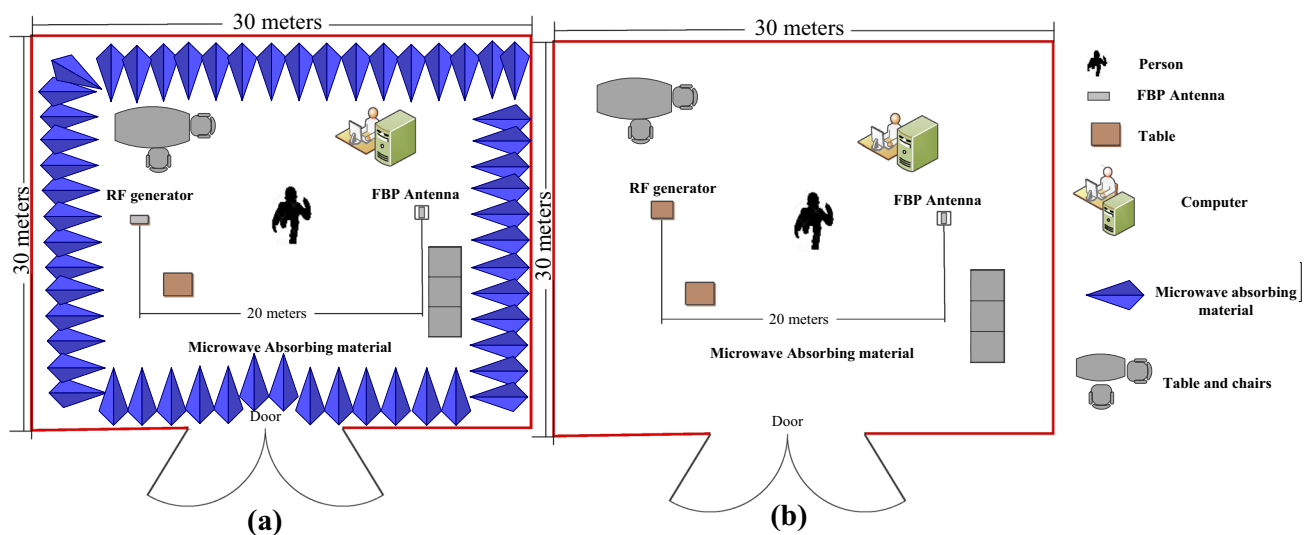 30 meters
30 meters
RF generator
FBP Antenna
20 meters
Microwave Absorbing material
Door
(a)
30 meters
30 meters
RF generator
FBP Antenna
20 meters
Microwave Absorbing material
Door
(b)
Person
FBP Antenna
Table
Computer
Microwave absorbing
material
Table and chairs